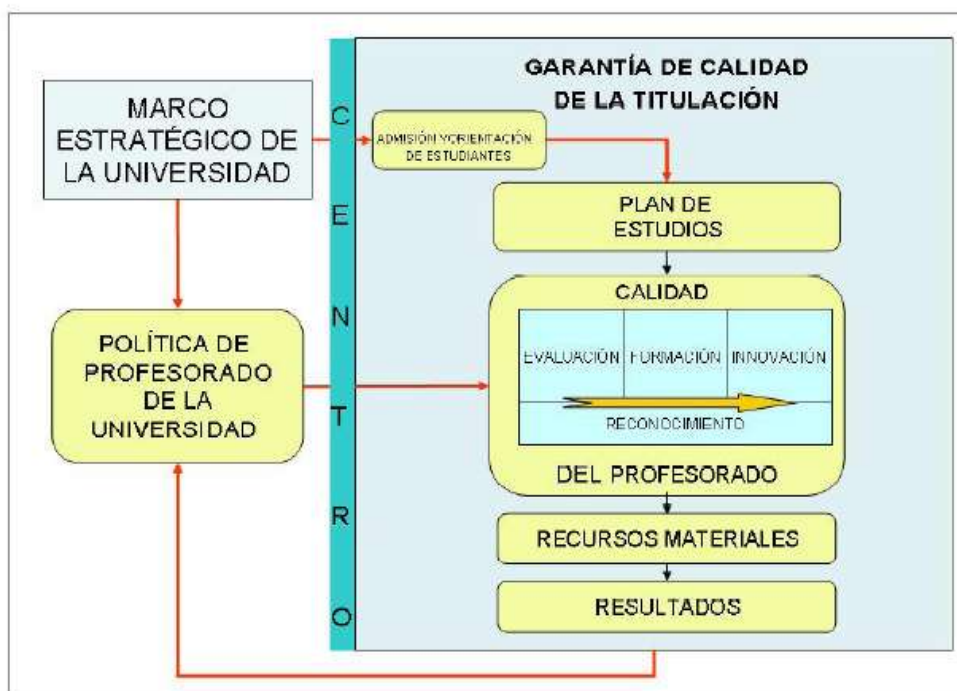 GARANTÍA DE CALIDAD
DE LA TITULACIÓN
MARCO
ESTRATÉGICO DE
LA UNIVERSIDAD
C
E
N
T
R
O
ADMISIÓN YORIENTACIÓN
DE ESTUDIANTES
PLAN DE
ESTUDIOS
CALIDAD
EVALUACIÓN
FORMACIÓN
INNOVACIÓN
RECONOCIMIENTO
DEL PROFESORADO
POLÍTICA DE
PROFESORADO
DE LA
UNIVERSIDAD
RECURSOS MATERIALES
RESULTADOS